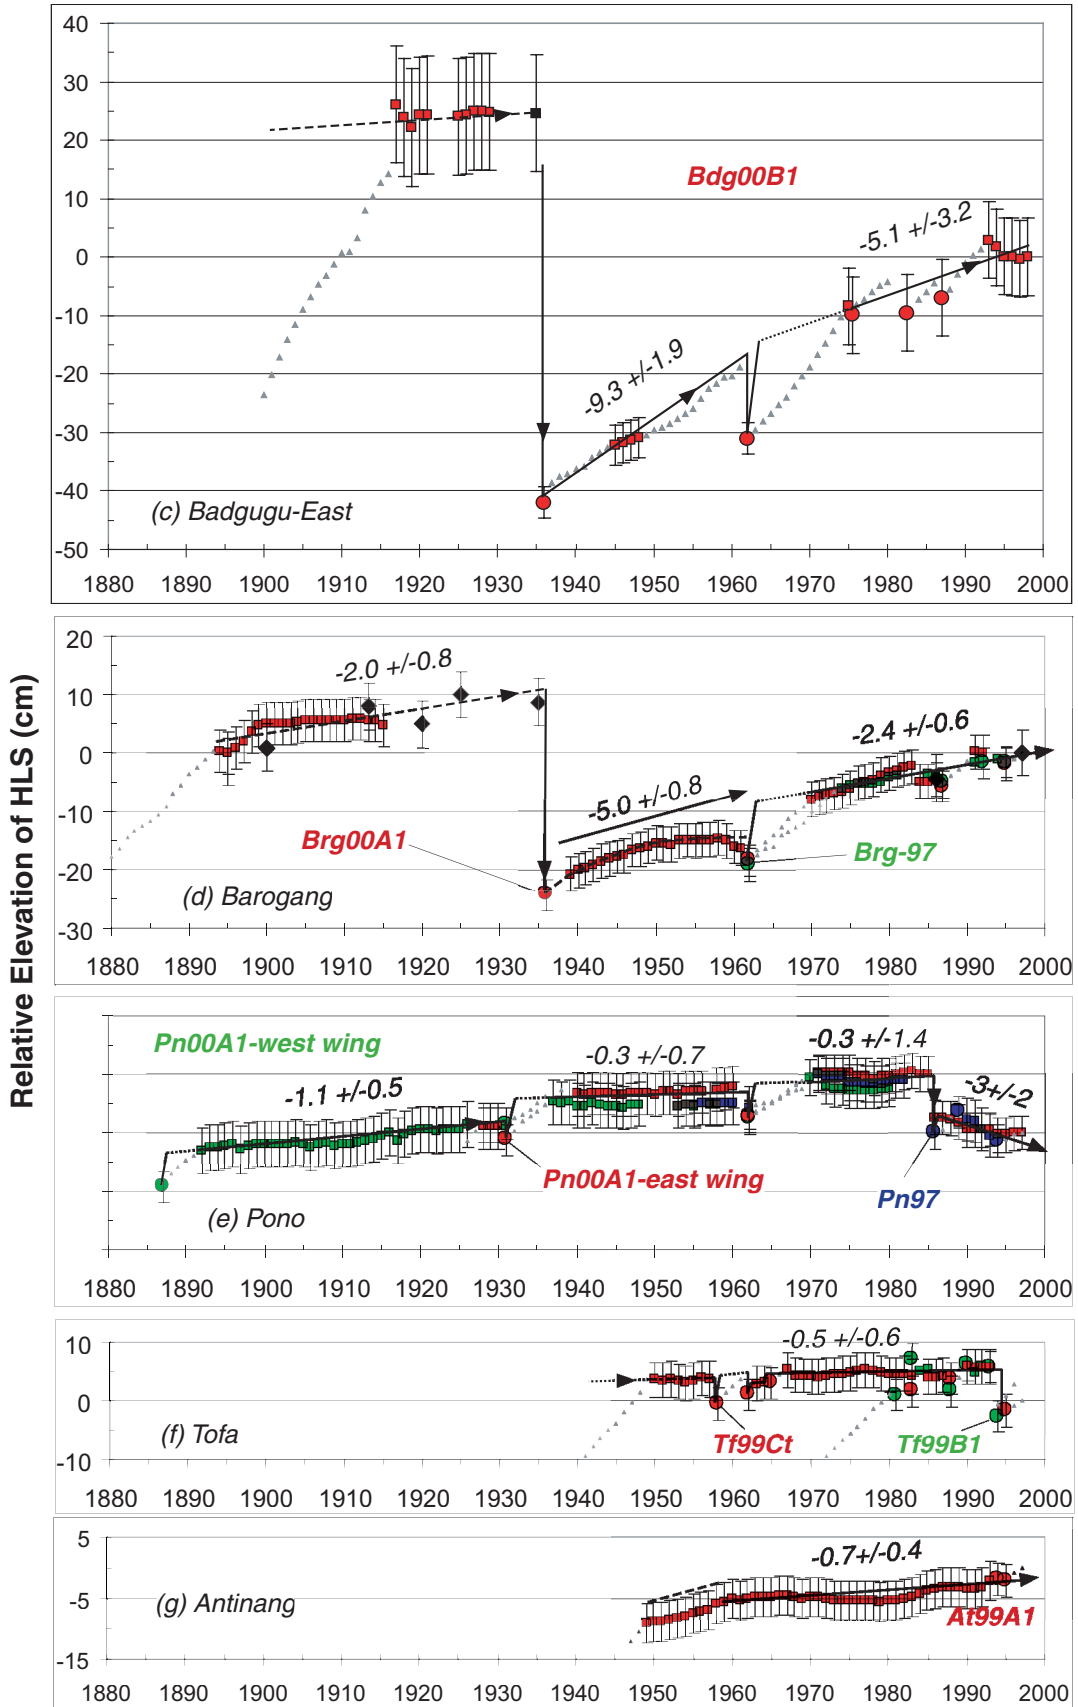 Relative Elevation of HLS (cm)
40
30
20
10
0
-10
-20
-30
-40
-50
Bdg00B1
-5.1 +/-3.2
-9.3 +/-1.9
(c) Badgugu-East
1880 1890 1900 1910 1920 1930 1940 1950 1960 1970 1980 1990 2000
20
10
0
-10
-20
-30
-2.0 +/-0.8
-2.4 +/-0.6
-5.0 +/-0.8
Brg00A1
Brg-97
(d) Barogang
1880 1890 1900 1910 1920 1930 1940 1950 1960 1970 1980 1990 2000
Pn00A1-west wing
-0.3 +/-0.7
-0.3 +/-1.4
-1.1 +/-0.5
-3+/-2
Pn00A1-east wing
Pn97
(e) Pono
1880 1890 1900 1910 1920 1930 1940 1950 1960 1970 1980 1990 2000
10
0
-10
-0.5 +/-0.6
(f) Tofa
Tf99Ct
Tf99B1
1880 1890 1900 1910 1920 1930 1940 1950 1960 1970 1980 1990 2000
5
-5
-15
-0.7+/-0.4
(g) Antinang
At99A1
1880 1890 1900 1910 1920 1930 1940 1950 1960 1970 1980 1990 2000